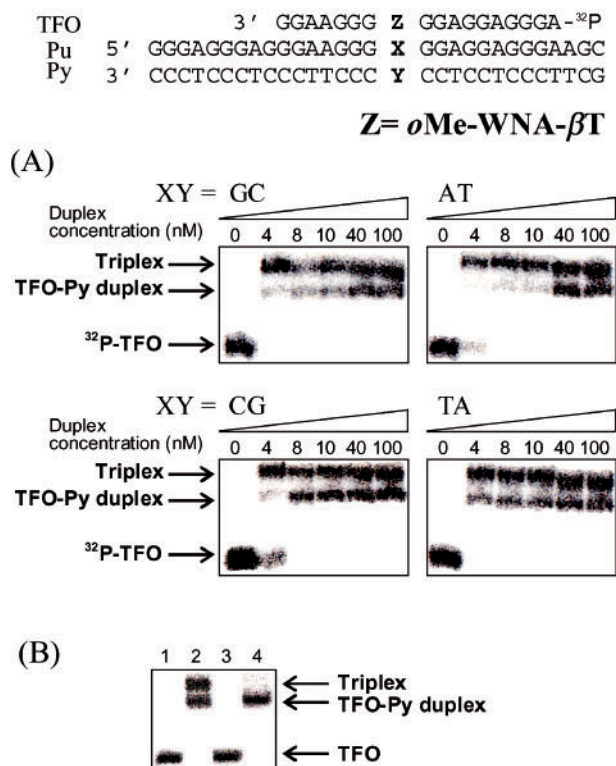 TFO 3' GGAAGGG Z GGAGGAGGGA-³²P
Pu 5' GGGAGGGAGGGAAGGG X GGAGGAGGGAAGC
Py 3' CCCTCCCTCCCTTCCC Y CCTCCTCCCTTCG
Z= oMe-WNA-βT
(A)
XY = GC AT
Duplex
concentration (nM) 0 4 8 10 40 100 0 4 8 10 40 100
Triplex
TFO-Py duplex
³²P-TFO
XY = CG TA
Duplex
concentration (nM) 0 4 8 10 40 100 0 4 8 10 40 100
Triplex
TFO-Py duplex
³²P-TFO
(B)
1 2 3 4
Triplex
TFO-Py duplex
TFO